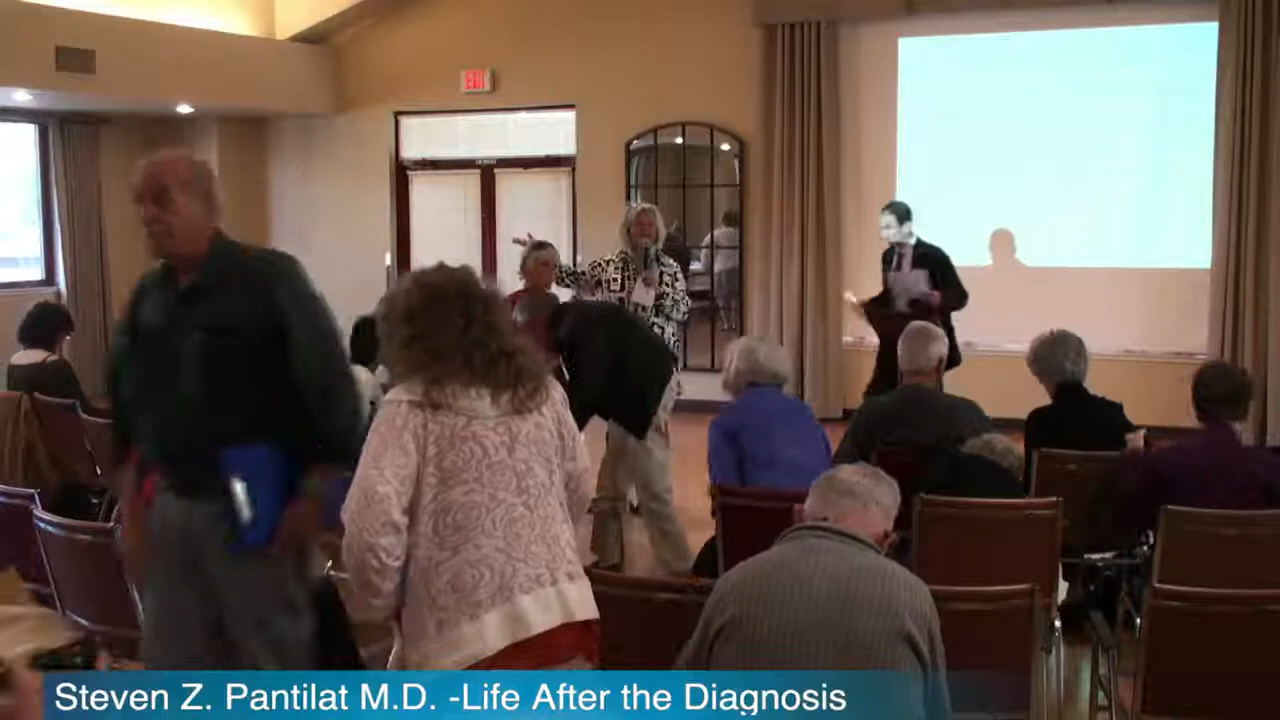 EXIT
Steven Z. Pantilat M.D. -Life After the Diagnosis